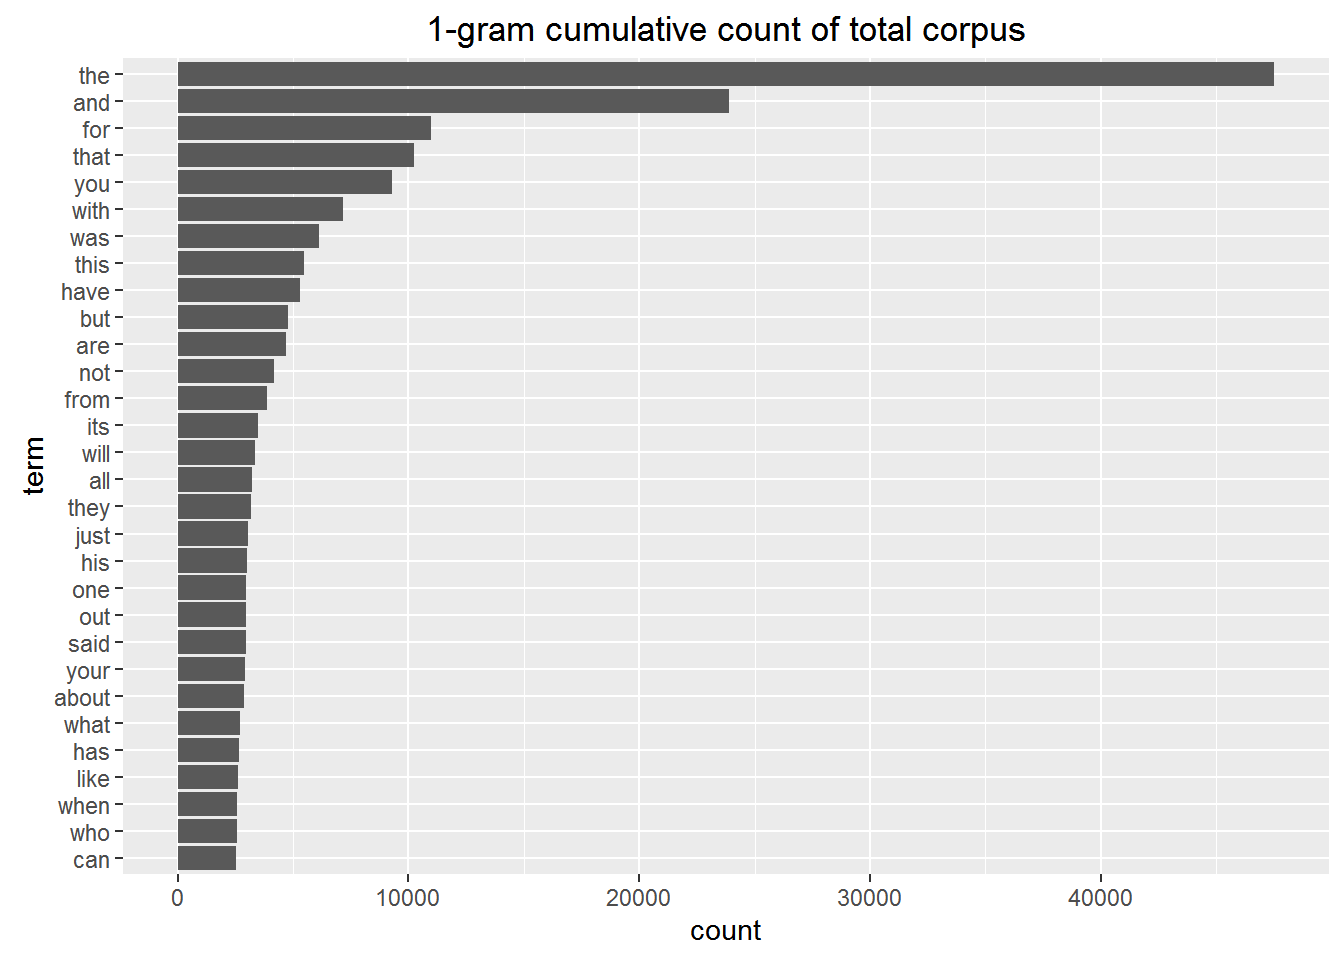 1-gram cumulative count of total corpus
the
and
for
that
you
with
was
this
have
but
are
not
from
its
will
all
they
just
his
one
out
said
your
about
what
has
like
when
who
can
term
0 10000 20000 30000 40000
count